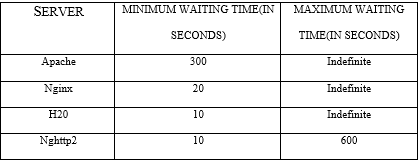 SERVER
MINIMUM WAITING TIME(IN
SECONDS)
MAXIMUM WAITING
TIME(IN SECONDS)
Apache 300 Indefinite
Nginx 20 Indefinite
H20 10 Indefinite
Nghttp2 10 600